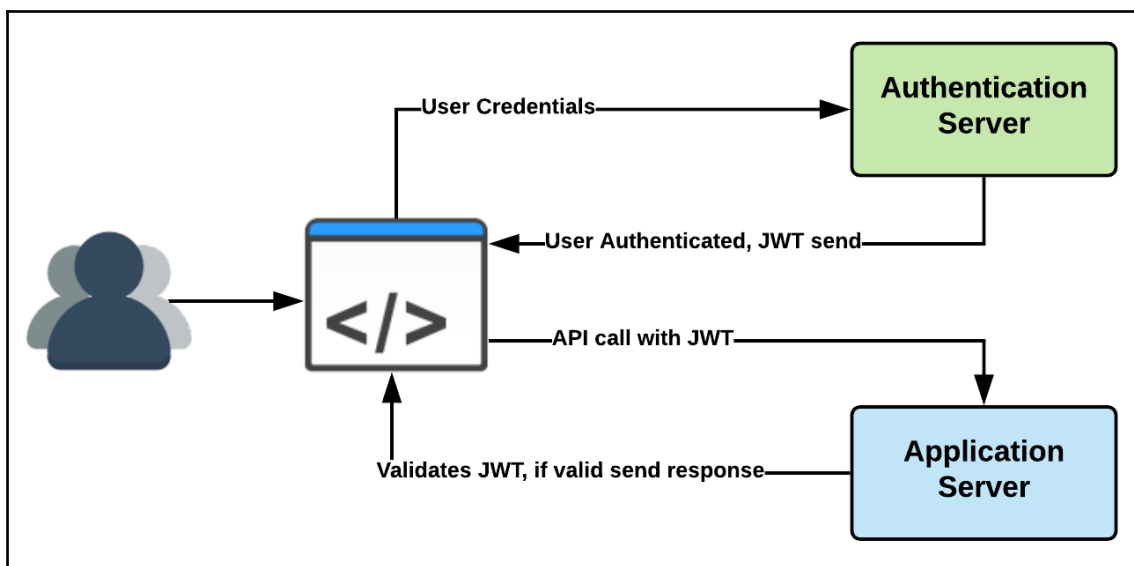 Authentication
Server
User Credentials
User Authenticated, JWT send
</>
API call with JWT
Application
Server
Validates JWT, if valid send response